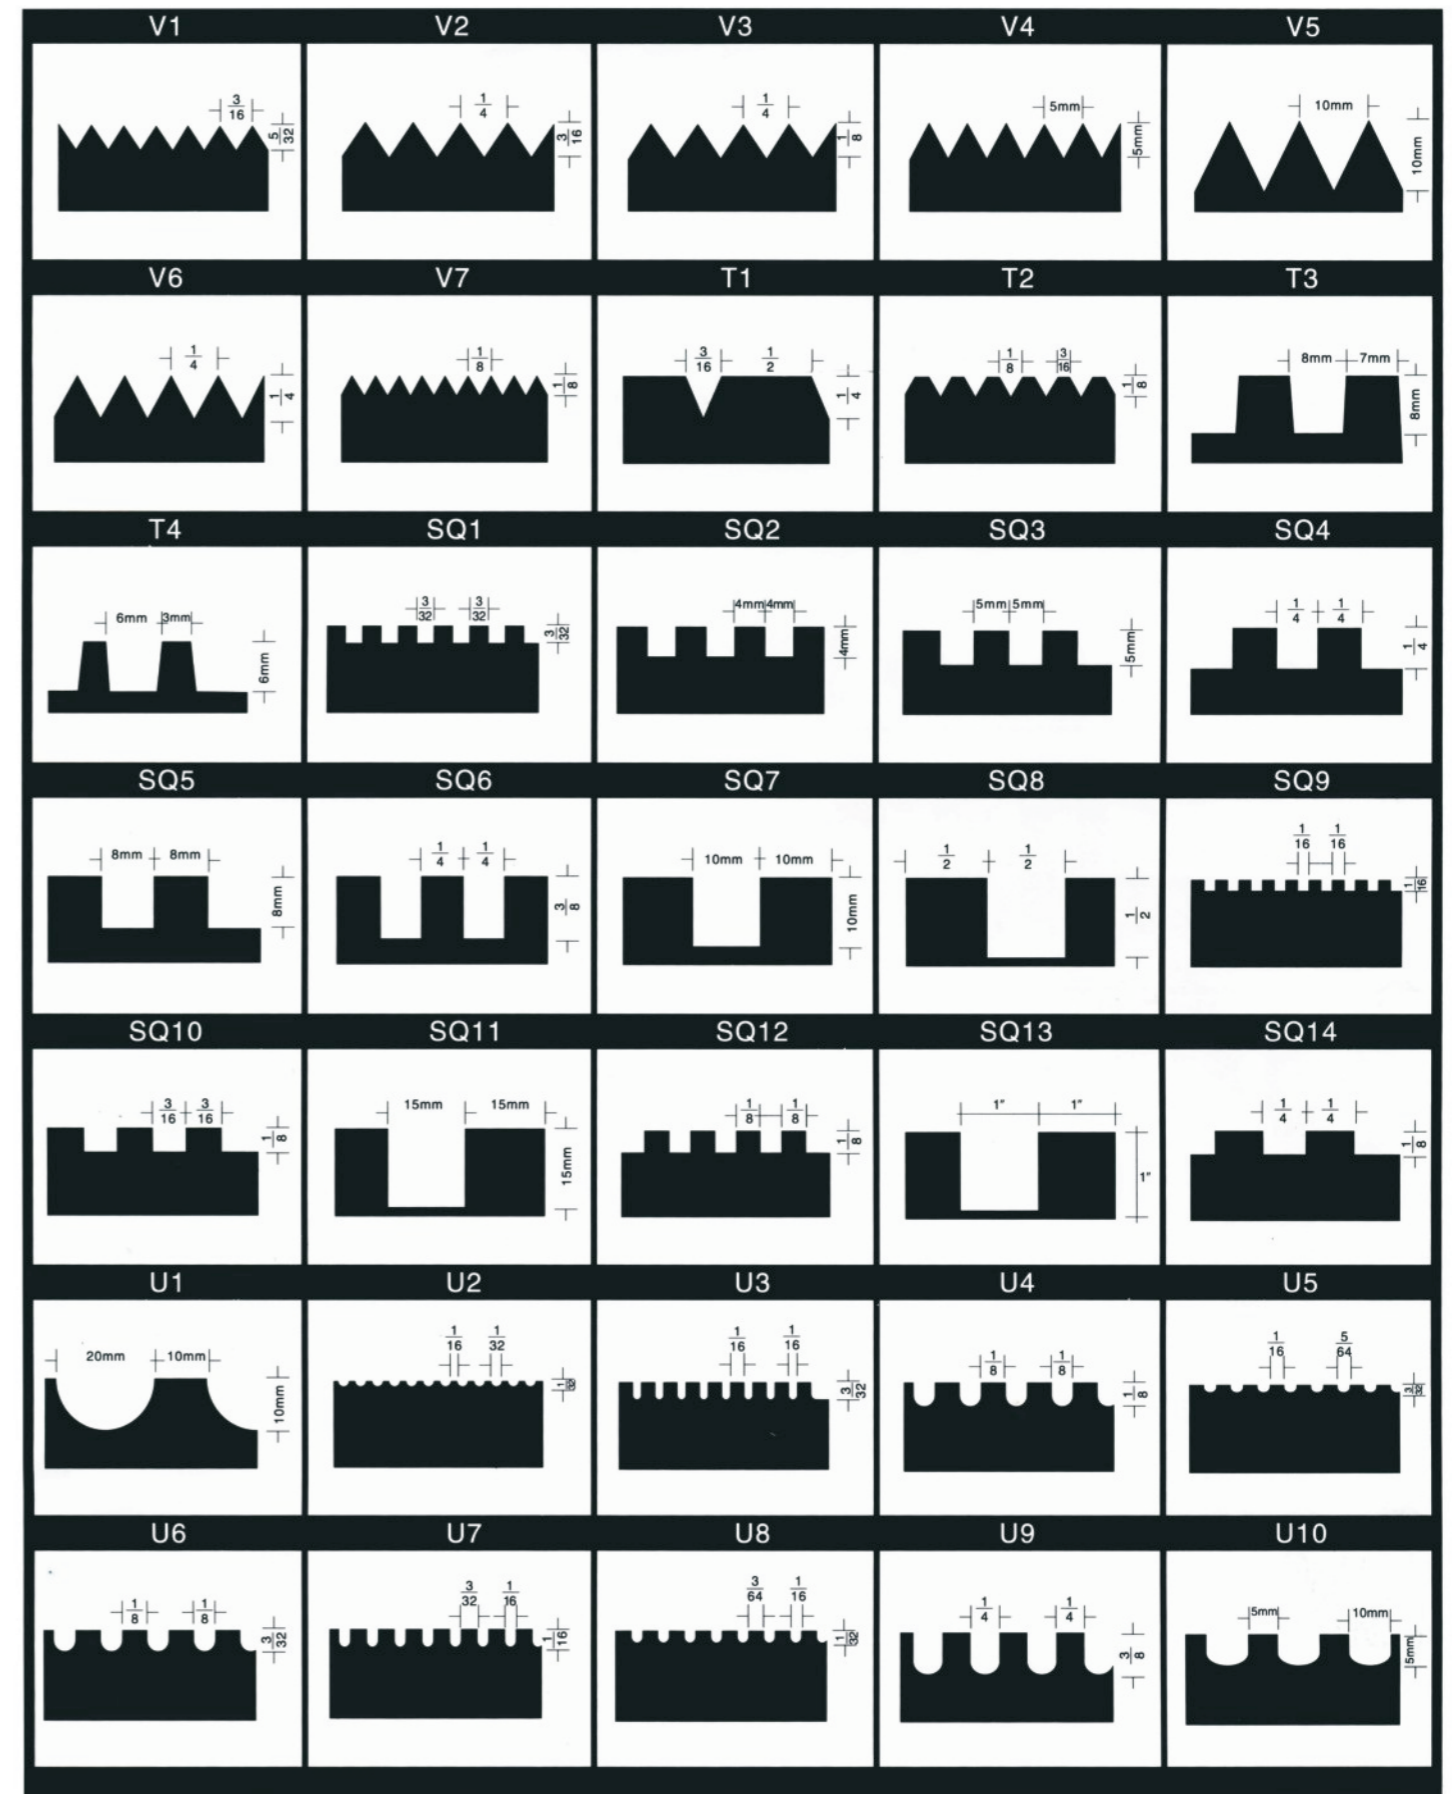 V1 V2 V3 V4 V5
3/16 5/32
1/4 3/16
1/4 1/8
5mm 5mm
10mm 10mm
V6 V7 T1 T2 T3
1/4 1/4
1/8 1/8
3/16 1/2 1/4
1/8 3/16 1/8
8mm 7mm 8mm
T4 SQ1 SQ2 SQ3 SQ4
6mm 3mm 6mm
3/32 3/32 3/32
4mm 4mm 4mm
5mm 5mm 5mm
1/4 1/4 1/4
SQ5 SQ6 SQ7 SQ8 SQ9
8mm 8mm 8mm
1/4 1/4 3/8
10mm 10mm 10mm
1/2 1/2 1/2
1/16 1/16 1/16
SQ10 SQ11 SQ12 SQ13 SQ14
3/16 3/16 1/8
15mm 15mm 15mm
1/8 1/8 1/8
1" 1" 1"
1/4 1/4 1/8
U1 U2 U3 U4 U5
20mm 10mm 10mm
1/16 1/32 1/32
1/16 1/16 3/32
1/8 1/8 1/8
1/16 5/64 3/32
U6 U7 U8 U9 U10
1/8 1/8 3/32
3/32 1/16 1/16
3/64 1/16 1/32
1/4 1/4 3/8
5mm 10mm 5mm